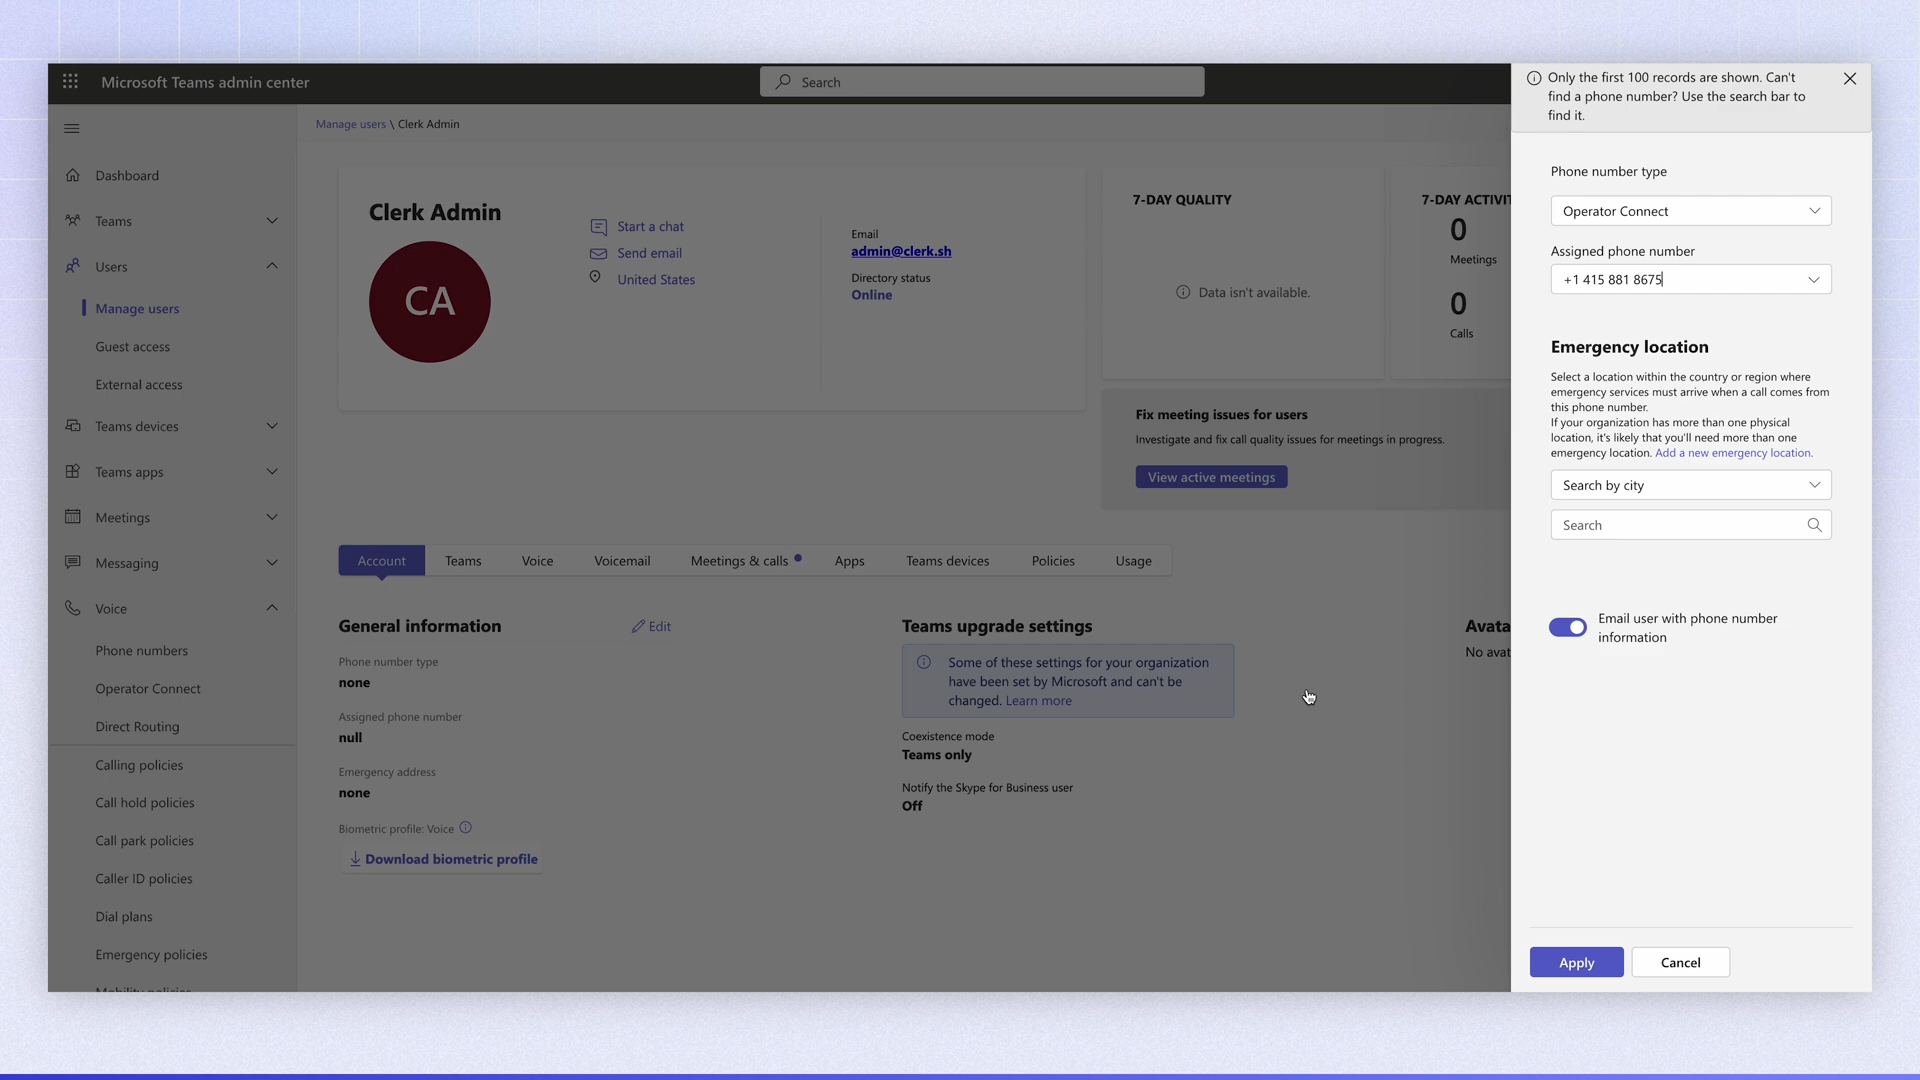 Microsoft Teams admin center
Search
Only the first 100 records are shown. Can't
find a phone number? Use the search bar to
find it.
Manage users \ Clerk Admin
Dashboard
Teams
Users
Manage users
Guest access
External access
Teams devices
Teams apps
Meetings
Messaging
Voice
Phone numbers
Operator Connect
Direct Routing
Calling policies
Call hold policies
Call park policies
Caller ID policies
Dial plans
Emergency policies
Mobility policies
Clerk Admin
CA
Start a chat
Send email
United States
Email
admin@clerk.sh
Directory status
Online
7-DAY QUALITY
Data isn't available.
7-DAY ACTIVIT
0
Meetings
0
Calls
Fix meeting issues for users
Investigate and fix call quality issues for meetings in progress.
View active meetings
Account
Teams
Voice
Voicemail
Meetings & calls
Apps
Teams devices
Policies
Usage
General information
Edit
Phone number type
none
Assigned phone number
null
Emergency address
none
Biometric profile: Voice
Download biometric profile
Teams upgrade settings
Some of these settings for your organization
have been set by Microsoft and can't be
changed. Learn more
Coexistence mode
Teams only
Notify the Skype for Business user
Off
Avata
No avat
Phone number type
Operator Connect
Assigned phone number
+1 415 881 8675
Emergency location
Select a location within the country or region where
emergency services must arrive when a call comes from
this phone number.
If your organization has more than one physical
location, it's likely that you'll need more than one
emergency location. Add a new emergency location.
Search by city
Search
Email user with phone number
information
Apply
Cancel